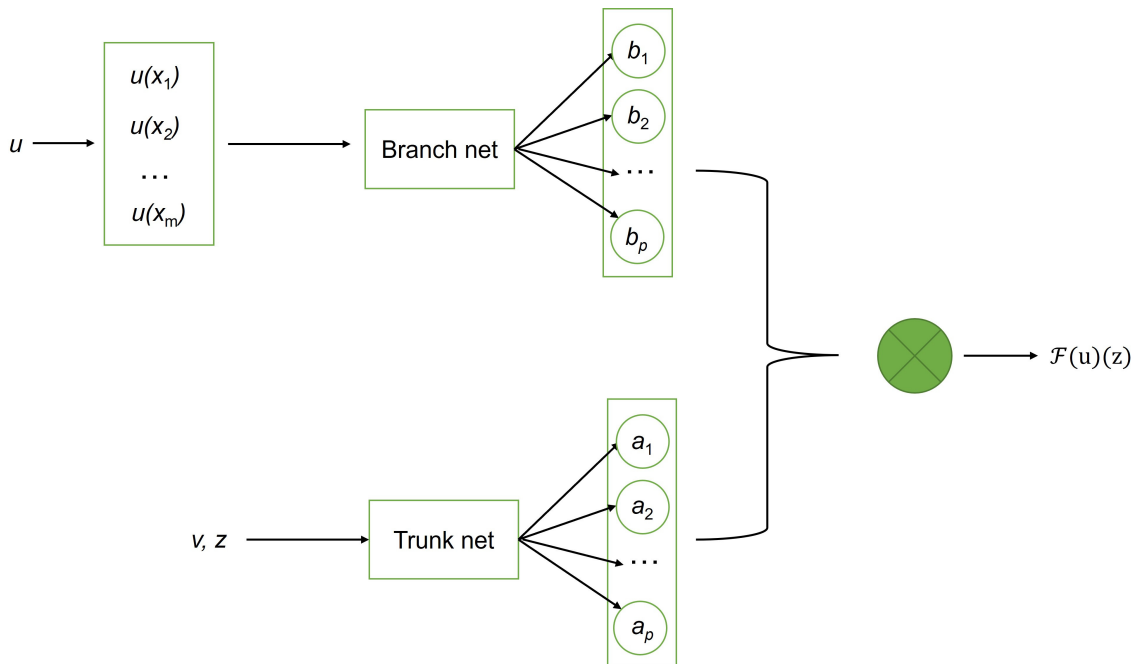 u
u(x₁)
u(x₂)
...
u(xₘ)
Branch net
b₁
b₂
...
bₚ
ℱ(u)(z)
v, z
Trunk net
a₁
a₂
...
aₚ